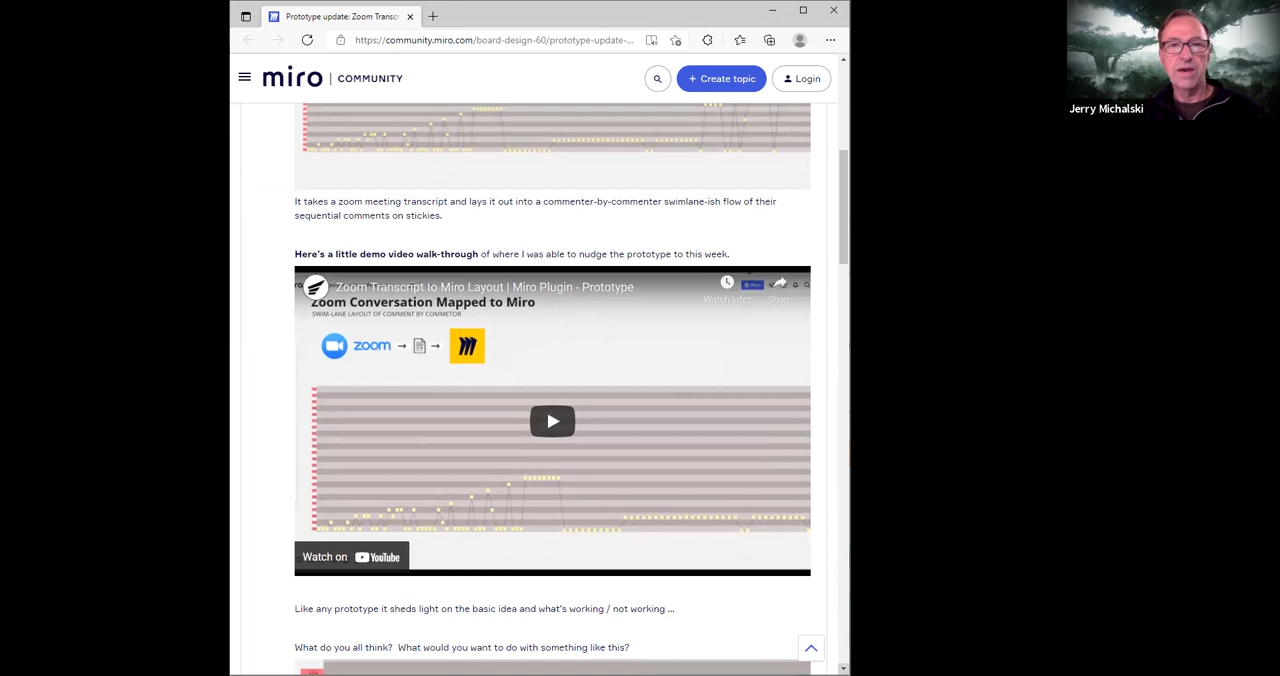 Prototype update: Zoom Transcr
https://community.miro.com/board-design-60/prototype-update-...
miro | COMMUNITY
+ Create topic
Login
Jerry Michalski
It takes a zoom meeting transcript and lays it out into a commenter-by-commenter swimlane-ish flow of their
sequential comments on stickies.
Here's a little demo video walk-through of where I was able to nudge the prototype to this week.
Zoom Transcript to Miro Layout | Miro Plugin - Prototype
Watch later
Share
Zoom Conversation Mapped to Miro
SWIM-LANE LAYOUT OF COMMENT BY COMMETOR
zoom
Watch on YouTube
Like any prototype it sheds light on the basic idea and what's working / not working ...
What do you all think? What would you want to do with something like this?